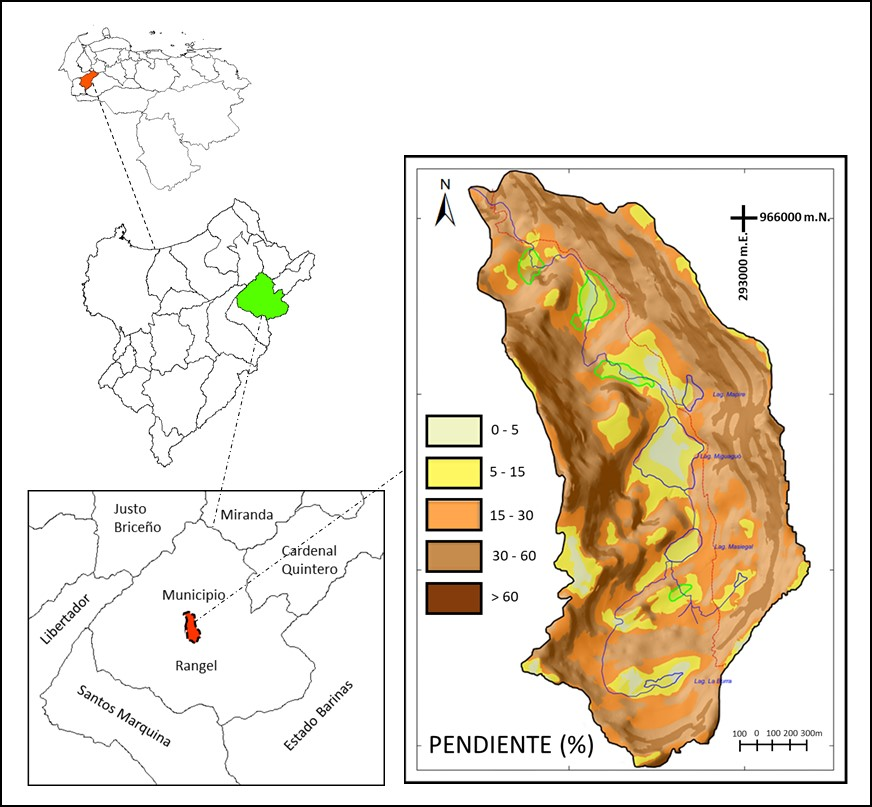 N
966000 m.N.
293000 m.E.
Lag. Majire
Lag. Miguaguó
0 - 5
5 - 15
15 - 30
30 - 60
> 60
Lag. Masiegal
Lag. La Burra
PENDIENTE (%)
100 0 100 200 300m
Justo
Briceño
Miranda
Cardenal
Quintero
Libertador
Municipio
Rangel
Santos Marquina
Estado Barinas